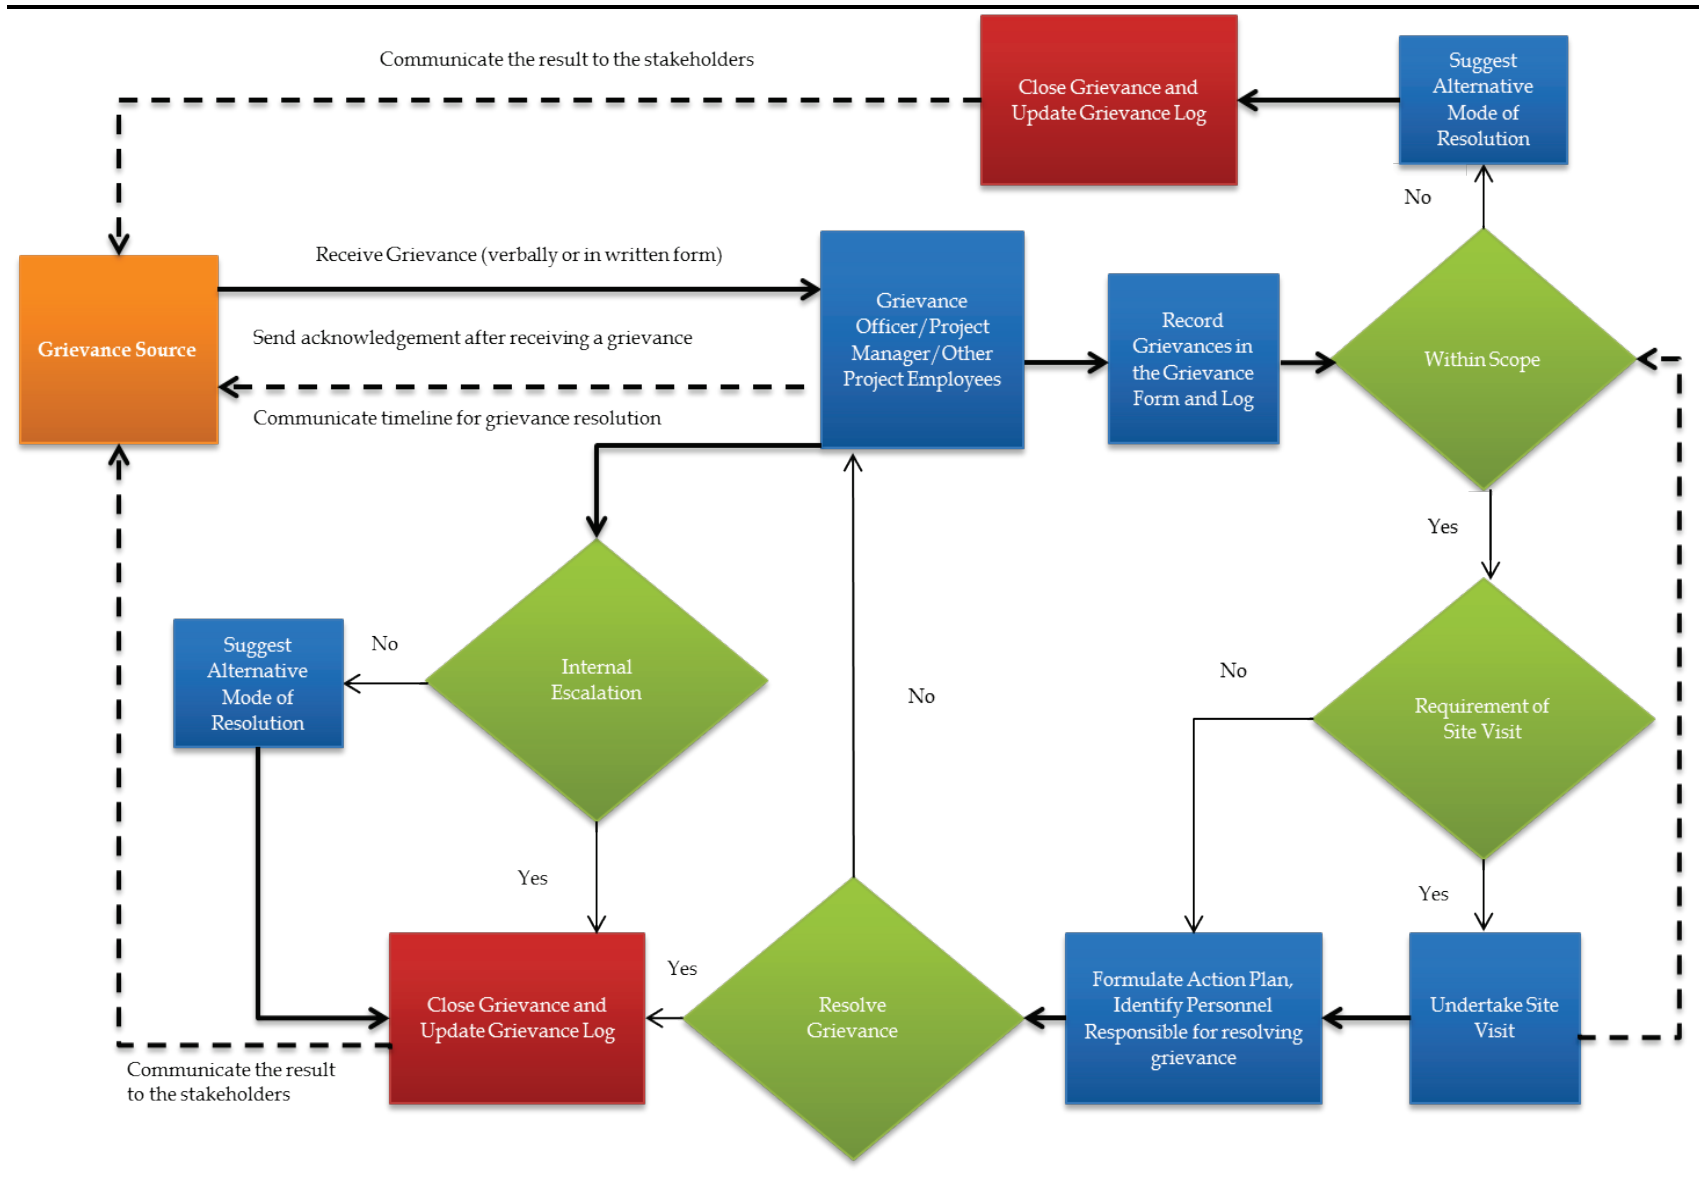 Communicate the result to the stakeholders
Close Grievance and
Update Grievance Log
Suggest
Alternative
Mode of
Resolution
No
Receive Grievance (verbally or in written form)
Grievance Source
Send acknowledgement after receiving a grievance
Communicate timeline for grievance resolution
Grievance
Officer/Project
Manager/Other
Project Employees
Record
Grievances in
the Grievance
Form and Log
Within Scope
Yes
Suggest
Alternative
Mode of
Resolution
No
Internal
Escalation
No
No
Requirement of
Site Visit
Yes
Yes
Yes
Close Grievance and
Update Grievance Log
Resolve
Grievance
Formulate Action Plan,
Identify Personnel
Responsible for resolving
grievance
Undertake Site
Visit
Communicate the result
to the stakeholders